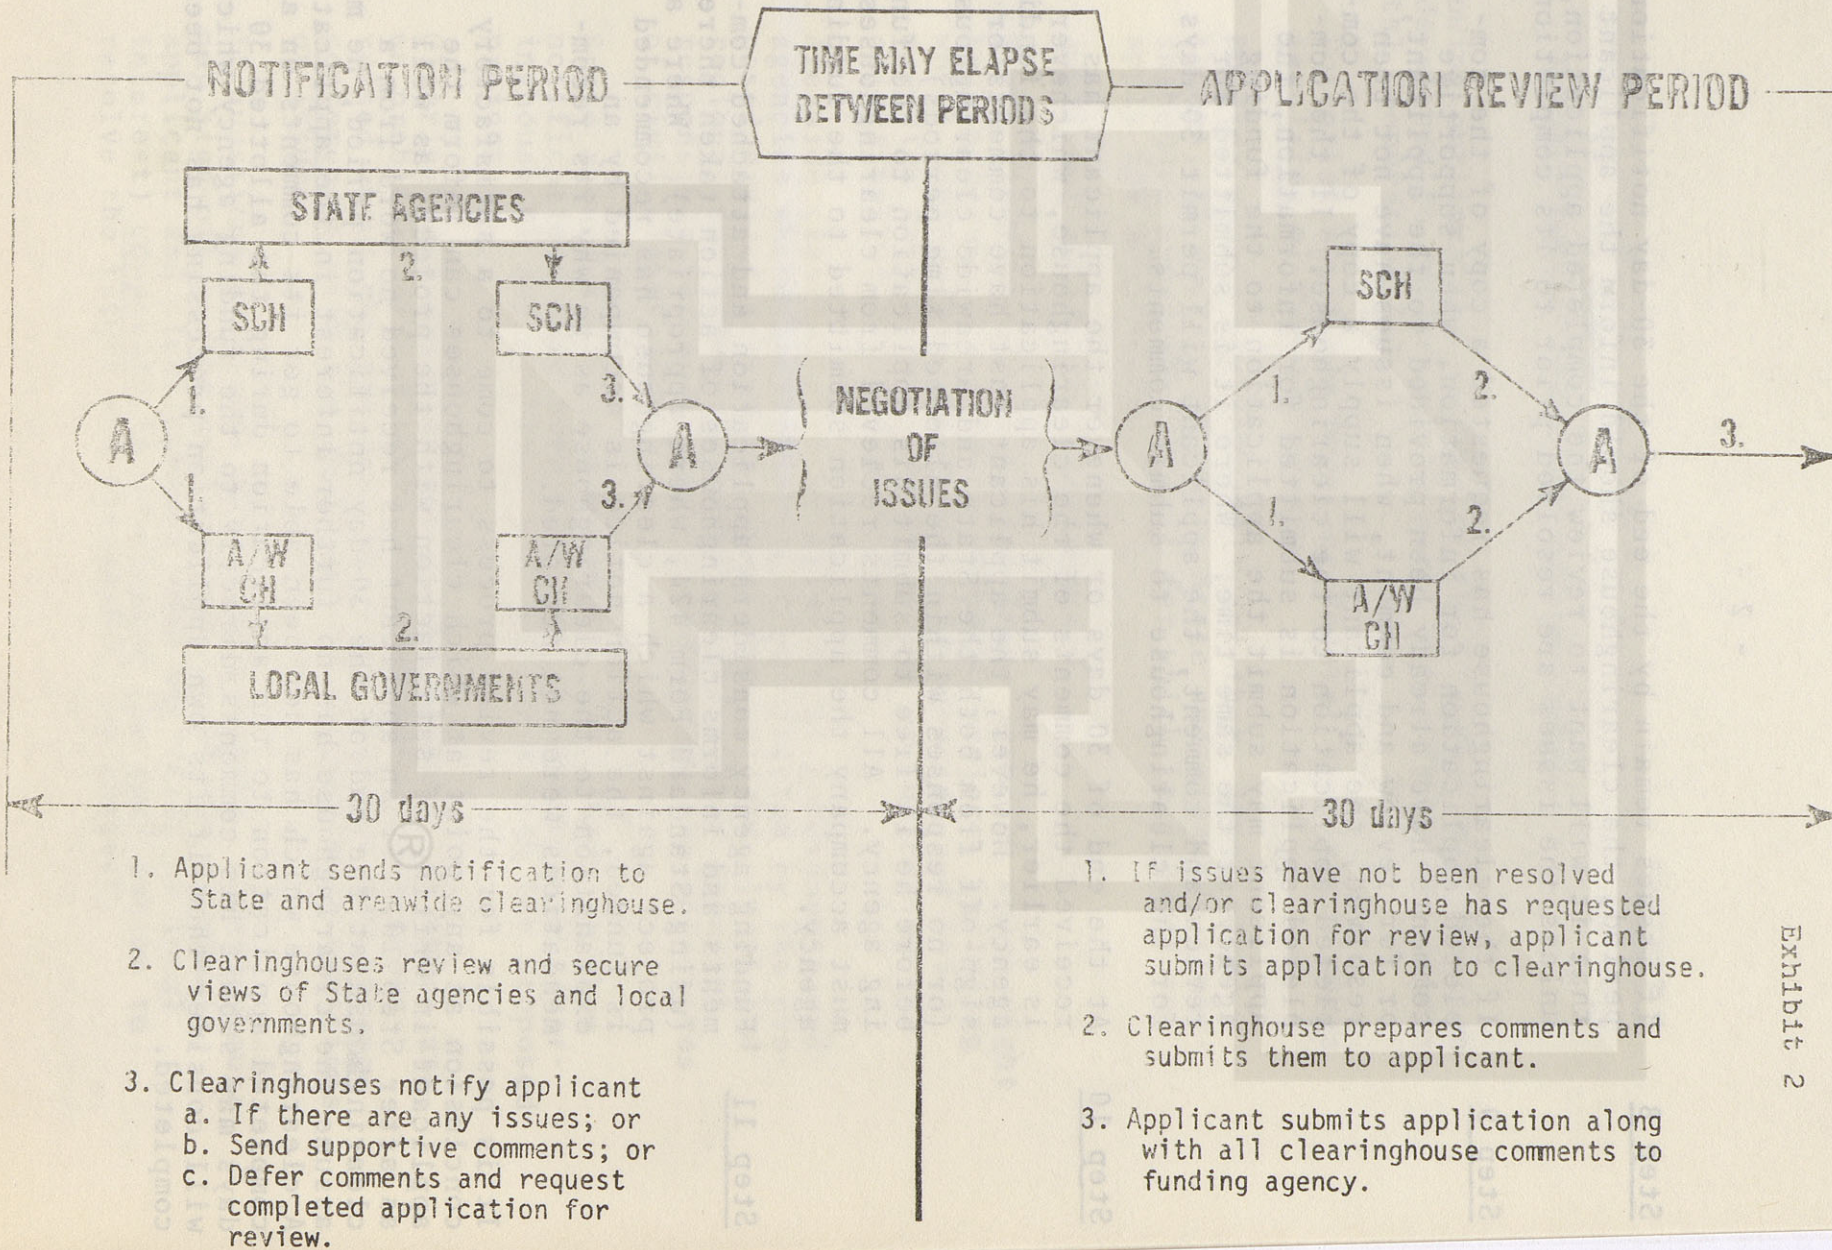 NOTIFICATION PERIOD
TIME MAY ELAPSE
BETWEEN PERIODS
APPLICATION REVIEW PERIOD
STATE AGENCIES
2.
SCH
SCH
1.
3.
A
A
1.
3.
A/W
CH
A/W
CH
2.
LOCAL GOVERNMENTS
NEGOTIATION
OF
ISSUES
SCH
1.
2.
A
A
3.
1.
2.
A/W
CH
30 days
30 days
1. Applicant sends notification to
State and areawide clearinghouse.
2. Clearinghouses review and secure
views of State agencies and local
governments.
3. Clearinghouses notify applicant
a. If there are any issues; or
b. Send supportive comments; or
c. Defer comments and request
completed application for
review.
1. If issues have not been resolved
and/or clearinghouse has requested
application for review, applicant
submits application to clearinghouse.
2. Clearinghouse prepares comments and
submits them to applicant.
3. Applicant submits application along
with all clearinghouse comments to
funding agency.
Exhibit 2